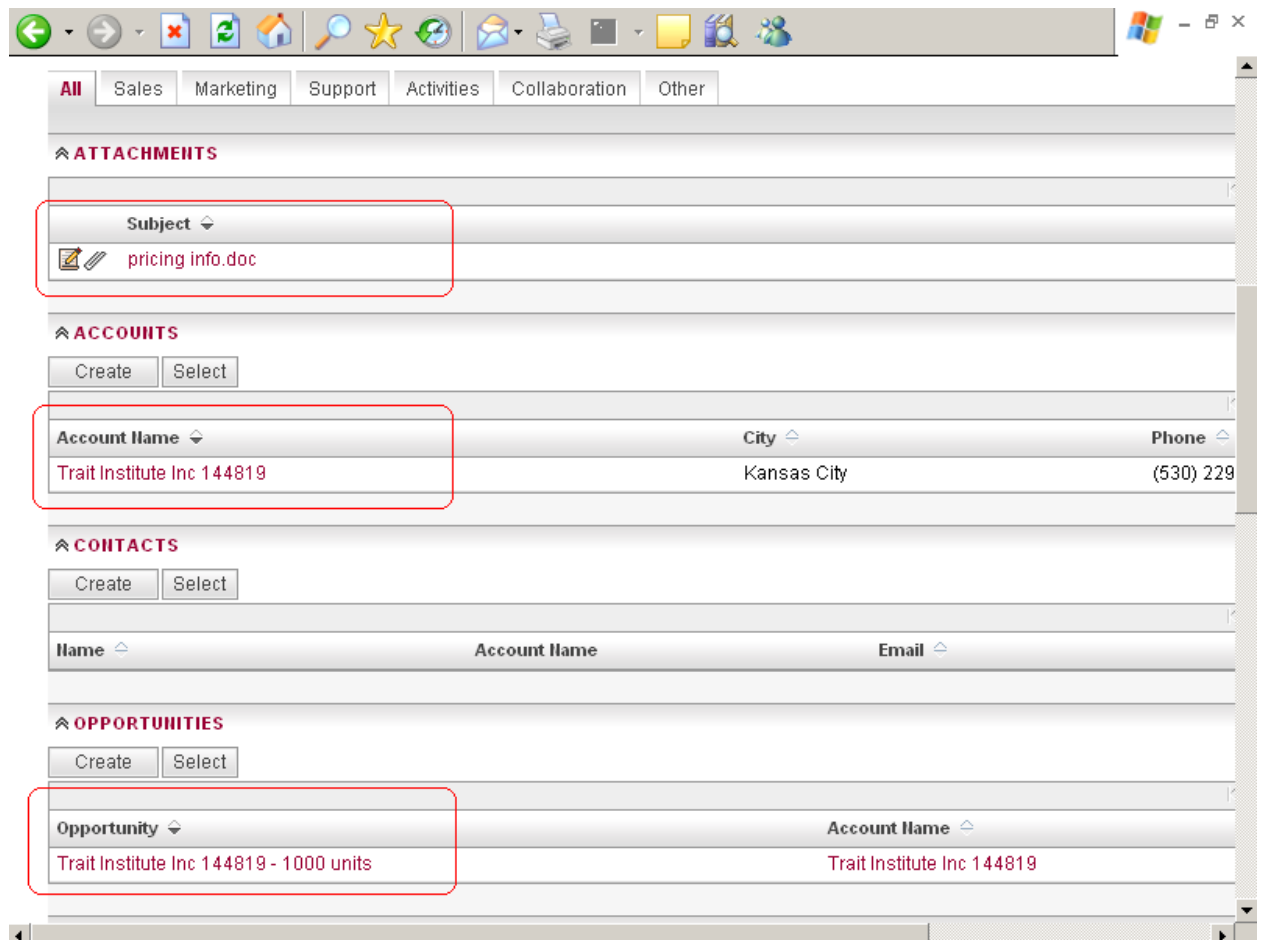 All Sales Marketing Support Activities Collaboration Other
ATTACHMENTS
Subject
pricing info.doc
ACCOUNTS
Create Select
Account Name City Phone
Trait Institute Inc 144819 Kansas City (530) 229
CONTACTS
Create Select
Name Account Name Email
OPPORTUNITIES
Create Select
Opportunity Account Name
Trait Institute Inc 144819 - 1000 units Trait Institute Inc 144819